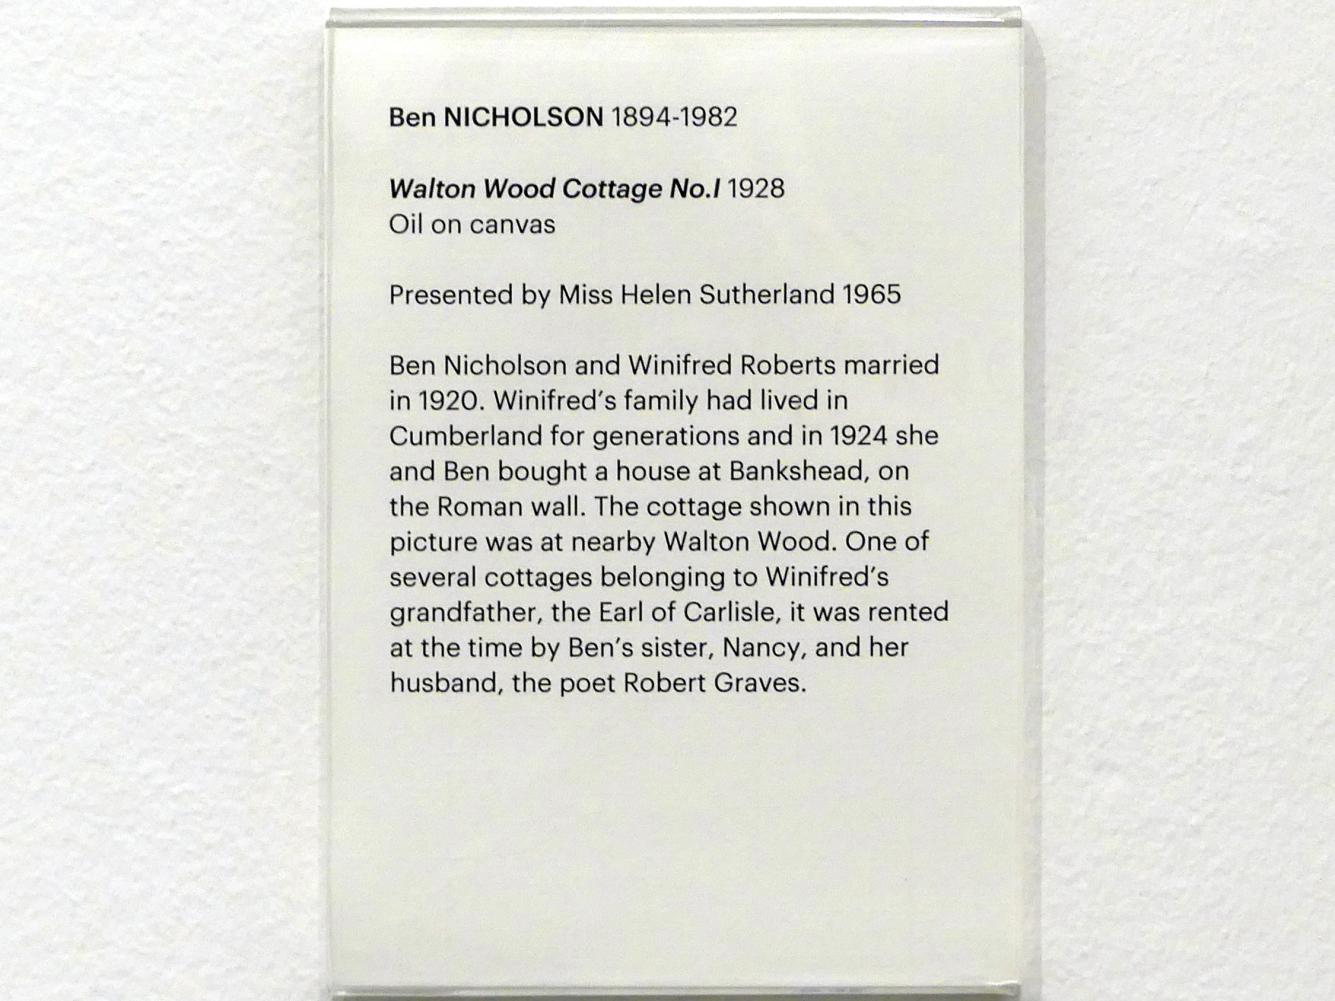 Ben NICHOLSON 1894-1982
Walton Wood Cottage No.I 1928
Oil on canvas
Presented by Miss Helen Sutherland 1965
Ben Nicholson and Winifred Roberts married
in 1920. Winifred's family had lived in
Cumberland for generations and in 1924 she
and Ben bought a house at Bankshead, on
the Roman wall. The cottage shown in this
picture was at nearby Walton Wood. One of
several cottages belonging to Winifred's
grandfather, the Earl of Carlisle, it was rented
at the time by Ben's sister, Nancy, and her
husband, the poet Robert Graves.